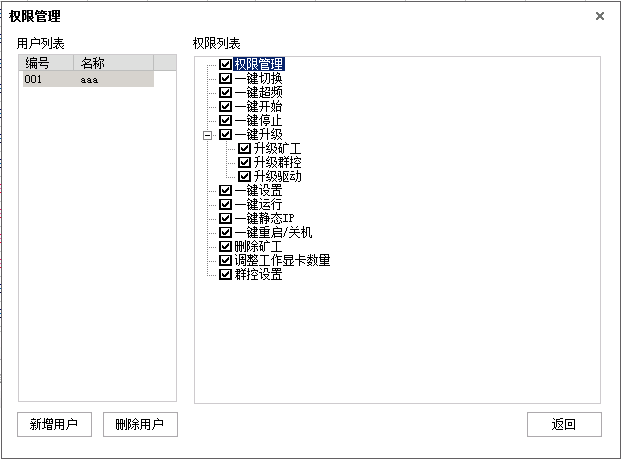 权限管理
用户列表
权限列表
编号 名称
001 aaa
权限管理
一键切换
一键超频
一键开始
一键停止
一键升级
升级矿工
升级群控
升级驱动
一键设置
一键运行
一键静态IP
一键重启/关机
删除矿工
调整工作显卡数量
群控设置
新增用户
删除用户
返回